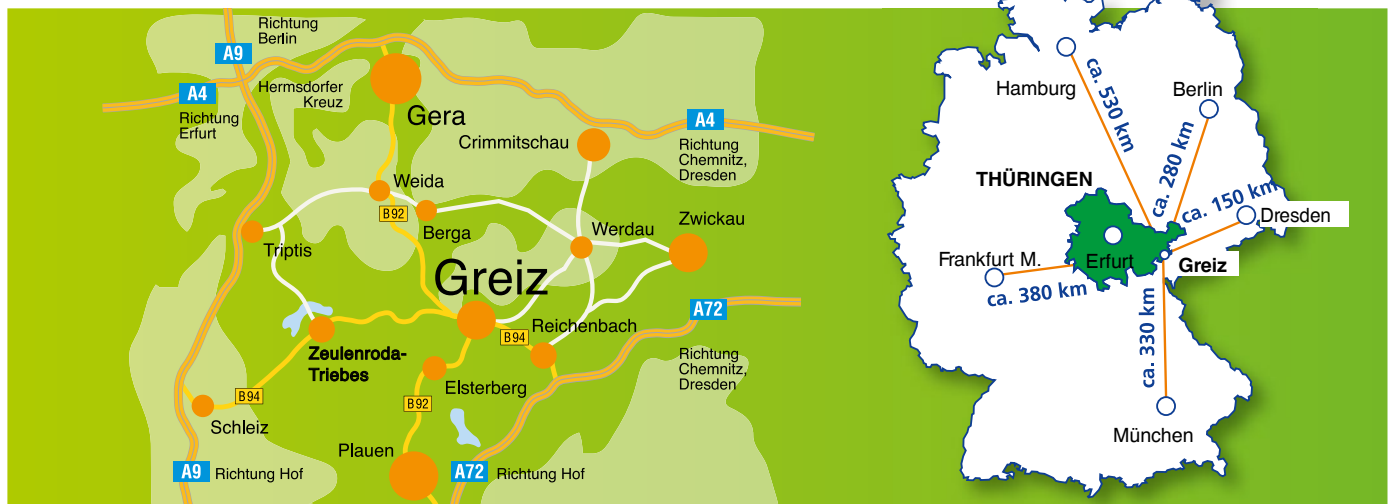 Richtung
Berlin
A9
A4
Hermsdorfer
Kreuz
Richtung
Erfurt
Gera
Crimmitschau
A4
Richtung
Chemnitz,
Dresden
Weida
B92
Berga
Triptis
Werdau
Zwickau
Greiz
Zeulenroda-
Triebes
B94
Reichenbach
A72
Richtung
Chemnitz,
Dresden
Elsterberg
B92
B94
Schleiz
Plauen
A9
Richtung Hof
A72
Richtung Hof
Hamburg
ca. 530 km
Berlin
ca. 280 km
THÜRINGEN
ca. 150 km
Dresden
Frankfurt M.
Erfurt
Greiz
ca. 380 km
ca. 330 km
München